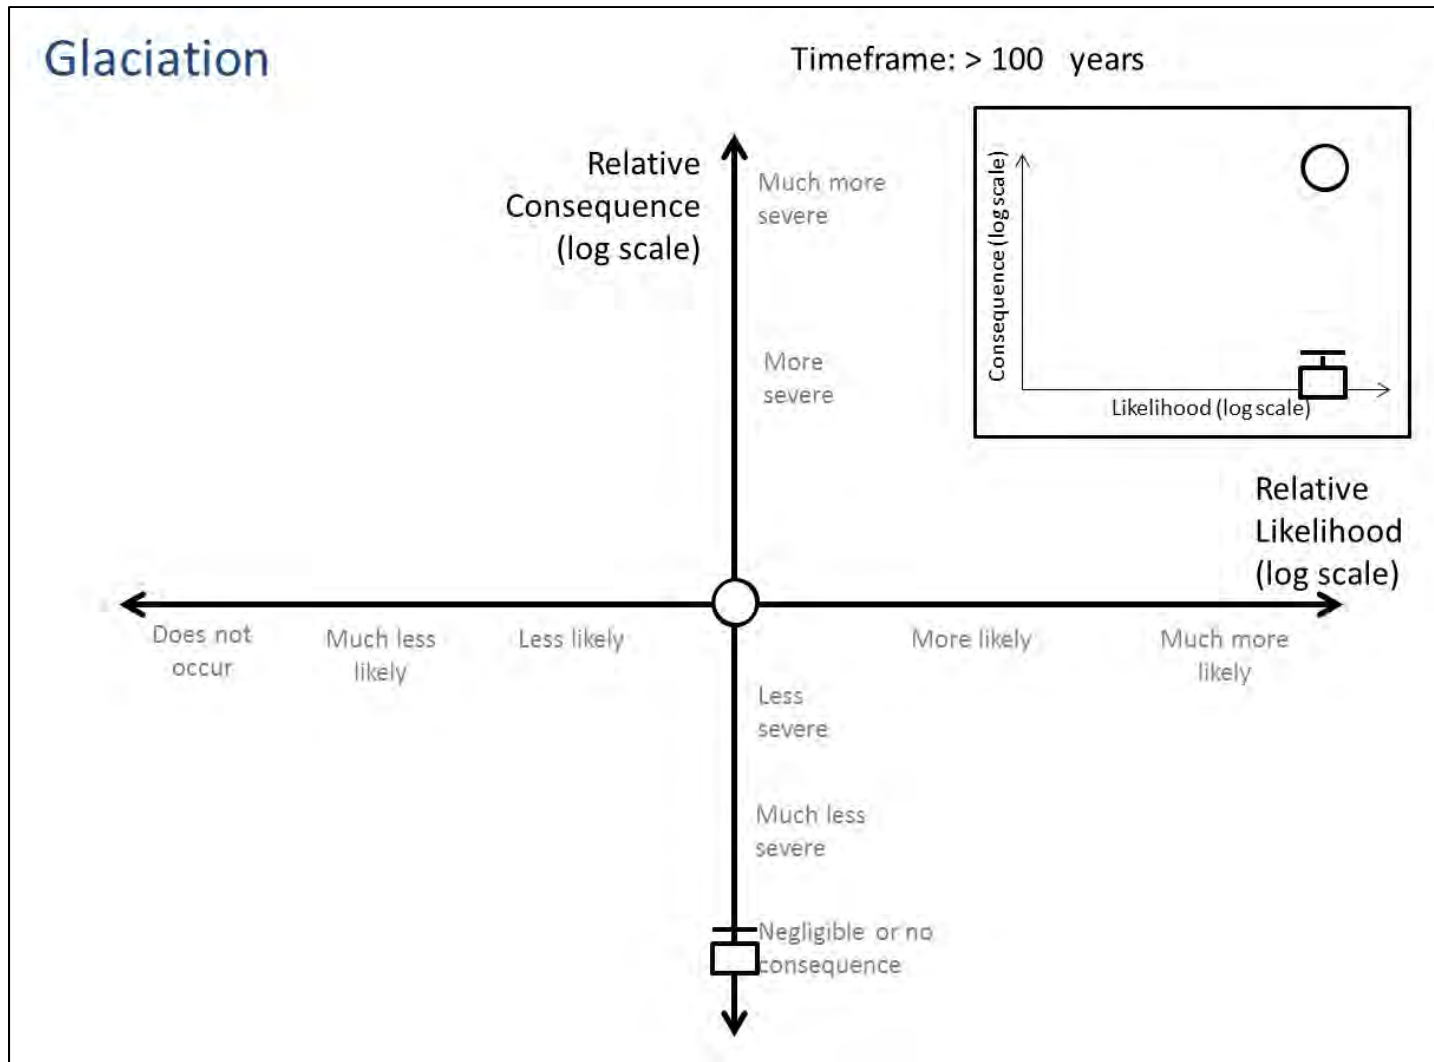 Glaciation
Timeframe: > 100 years
Relative
Consequence
(log scale)
Much more
severe
More
severe
Consequence (log scale)
Likelihood (log scale)
Relative
Likelihood
(log scale)
Does not
occur
Much less
likely
Less likely
More likely
Much more
likely
Less
severe
Much less
severe
Negligible or no
consequence